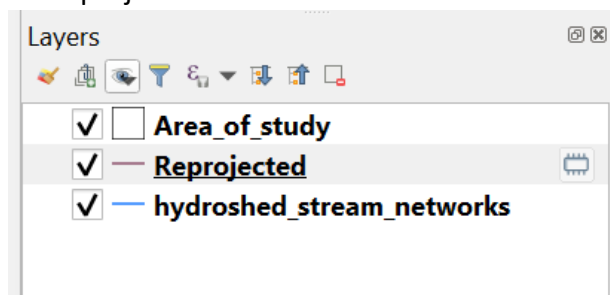 Layers
Area_of_study
Reprojected
hydroshed_stream_networks